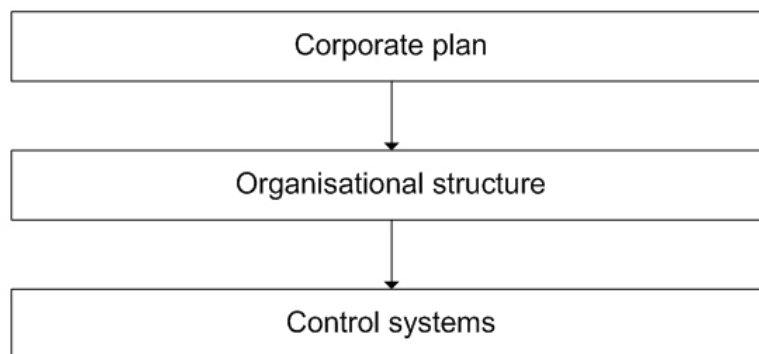 Corporate plan
Organisational structure
Control systems